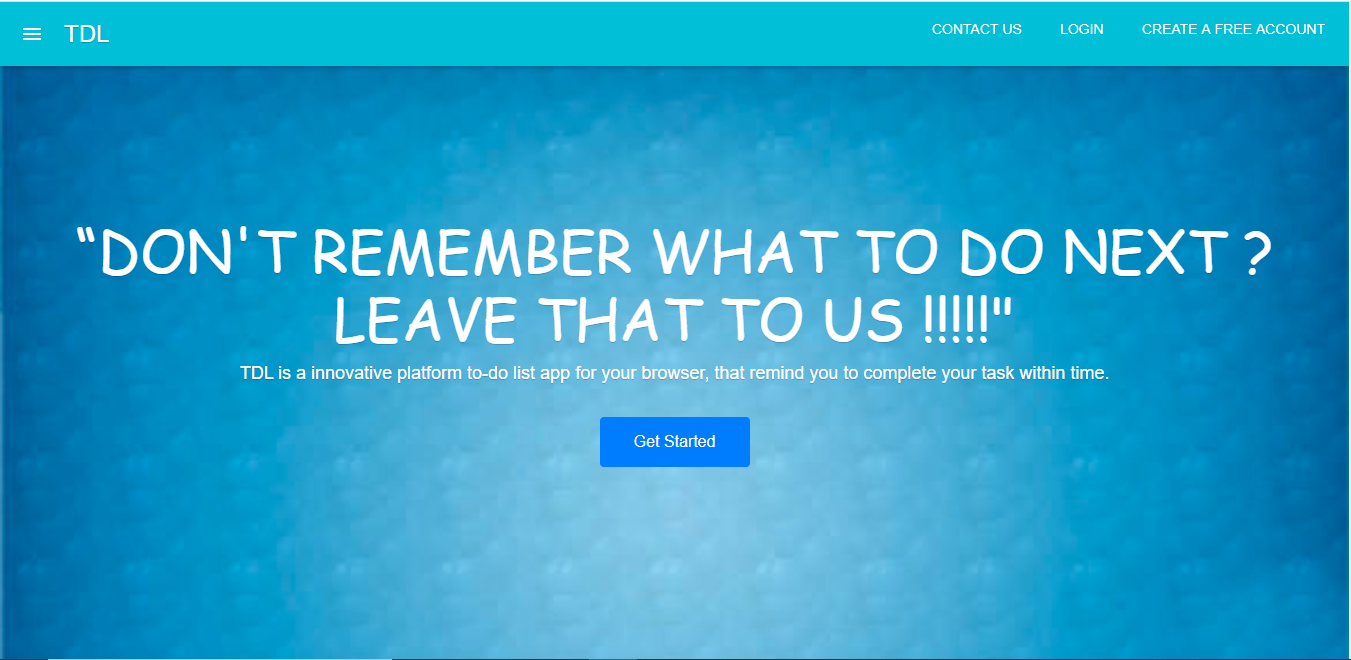 TDL
CONTACT US
LOGIN
CREATE A FREE ACCOUNT
“DON'T REMEMBER WHAT TO DO NEXT ?
LEAVE THAT TO US !!!!!"
TDL is a innovative platform to-do list app for your browser, that remind you to complete your task within time.
Get Started